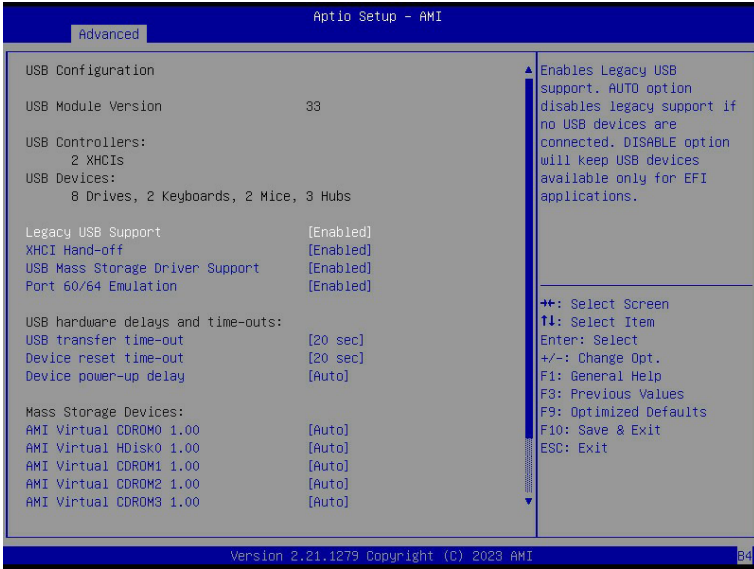 Aptio Setup - AMI
Advanced
USB Configuration
USB Module Version 33
USB Controllers:
2 XHCIs
USB Devices:
8 Drives, 2 Keyboards, 2 Mice, 3 Hubs
Legacy USB Support [Enabled]
XHCI Hand-off [Enabled]
USB Mass Storage Driver Support [Enabled]
Port 60/64 Emulation [Enabled]
USB hardware delays and time-outs:
USB transfer time-out [20 sec]
Device reset time-out [20 sec]
Device power-up delay [Auto]
Mass Storage Devices:
AMI Virtual CDROM0 1.00 [Auto]
AMI Virtual HDisk0 1.00 [Auto]
AMI Virtual CDROM1 1.00 [Auto]
AMI Virtual CDROM2 1.00 [Auto]
AMI Virtual CDROM3 1.00 [Auto]
Enables Legacy USB
support. AUTO option
disables legacy support if
no USB devices are
connected. DISABLE option
will keep USB devices
available only for EFI
applications.
→←: Select Screen
↑↓: Select Item
Enter: Select
+/-: Change Opt.
F1: General Help
F3: Previous Values
F9: Optimized Defaults
F10: Save & Exit
ESC: Exit
Version 2.21.1279 Copyright (C) 2023 AMI
B4